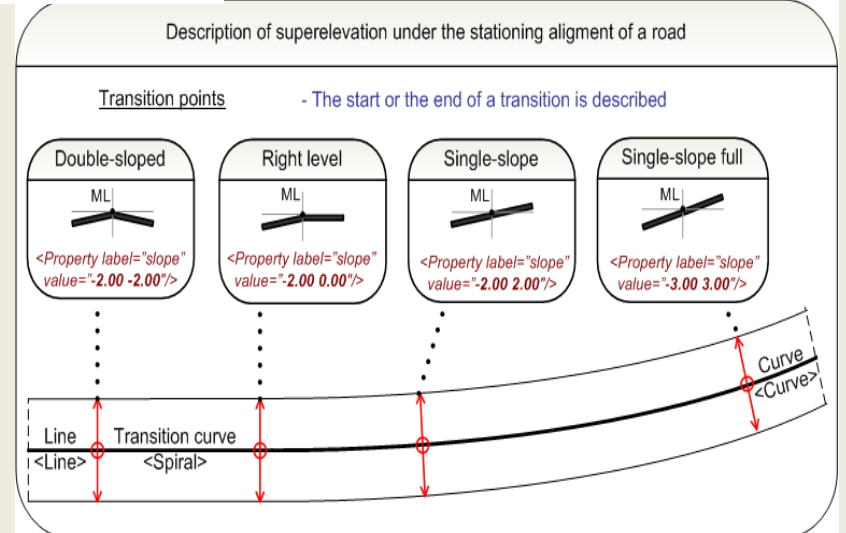 Description of superelevation under the stationing aligment of a road
Transition points - The start or the end of a transition is described
Double-sloped
ML
<Property label="slope"
value="-2.00 -2.00"/>
Right level
ML
<Property label="slope"
value="-2.00 0.00"/>
Single-slope
ML
<Property label="slope"
value="-2.00 2.00"/>
Single-slope full
ML
<Property label="slope"
value="-3.00 3.00"/>
Line
<Line>
Transition curve
<Spiral>
Curve
<Curve>